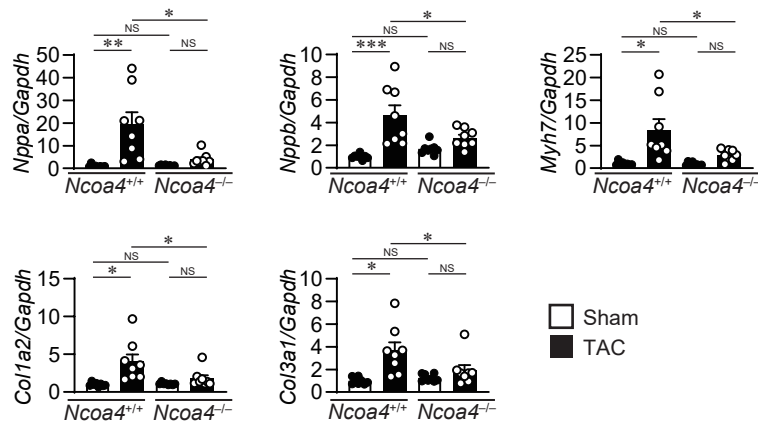 *
NS
** NS
Nppa/Gapdh
50
40
30
20
10
0
Ncoa4+/+ Ncoa4–/–
*
NS
*** NS
Nppb/Gapdh
10
8
6
4
2
0
Ncoa4+/+ Ncoa4–/–
*
NS
* NS
Myh7/Gapdh
25
20
15
10
5
0
Ncoa4+/+ Ncoa4–/–
*
NS
* NS
Col1a2/Gapdh
15
10
5
0
Ncoa4+/+ Ncoa4–/–
*
NS
* NS
Col3a1/Gapdh
10
8
6
4
2
0
Ncoa4+/+ Ncoa4–/–
Sham
TAC